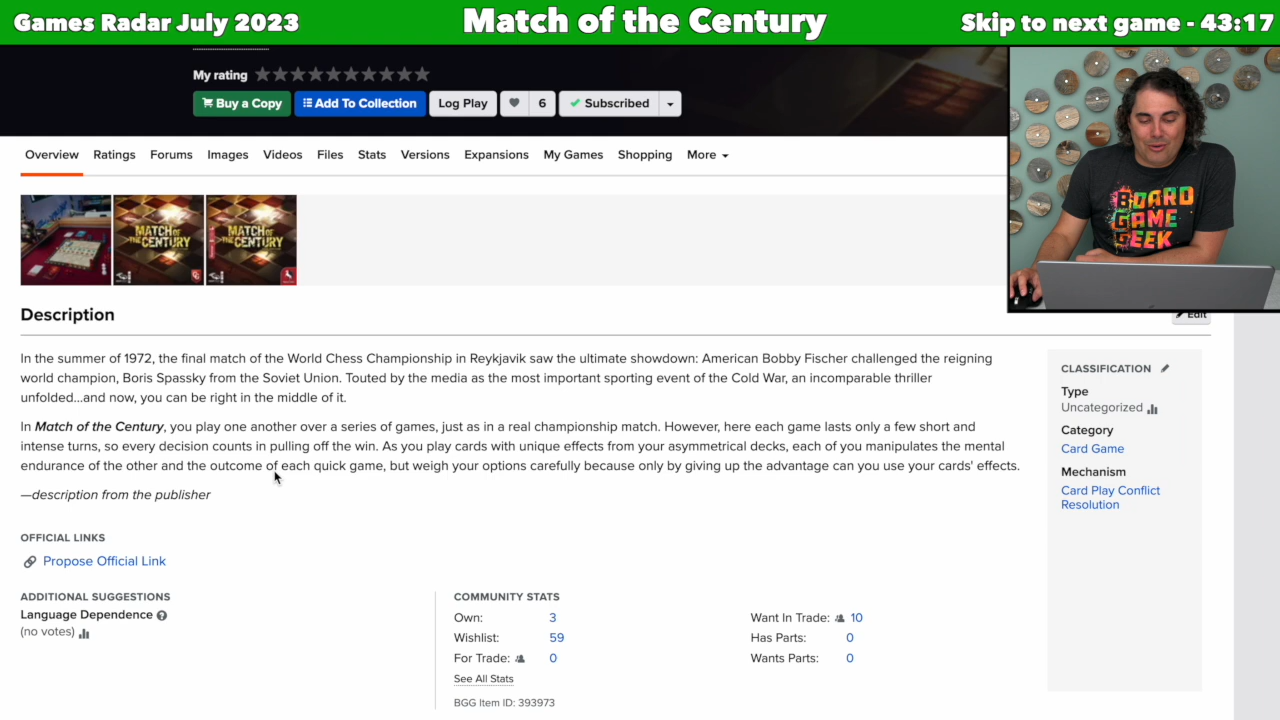 Games Radar July 2023
Match of the Century
Skip to next game - 43:17
My rating
Buy a Copy
Add To Collection
Log Play
6
Subscribed
Overview
Ratings
Forums
Images
Videos
Files
Stats
Versions
Expansions
My Games
Shopping
More
BOARD
GAME
GEEK
MATCH OF
THE CENTURY
MATCH OF
THE CENTURY
Description
Edit
In the summer of 1972, the final match of the World Chess Championship in Reykjavik saw the ultimate showdown: American Bobby Fischer challenged the reigning
world champion, Boris Spassky from the Soviet Union. Touted by the media as the most important sporting event of the Cold War, an incomparable thriller
unfolded...and now, you can be right in the middle of it.
In Match of the Century, you play one another over a series of games, just as in a real championship match. However, here each game lasts only a few short and
intense turns, so every decision counts in pulling off the win. As you play cards with unique effects from your asymmetrical decks, each of you manipulates the mental
endurance of the other and the outcome of each quick game, but weigh your options carefully because only by giving up the advantage can you use your cards' effects.
—description from the publisher
CLASSIFICATION
Type
Uncategorized
Category
Card Game
Mechanism
Card Play Conflict
Resolution
OFFICIAL LINKS
Propose Official Link
ADDITIONAL SUGGESTIONS
Language Dependence
(no votes)
COMMUNITY STATS
Own: 3
Wishlist: 59
For Trade: 0
See All Stats
Want In Trade: 10
Has Parts: 0
Wants Parts: 0
BGG Item ID: 393973